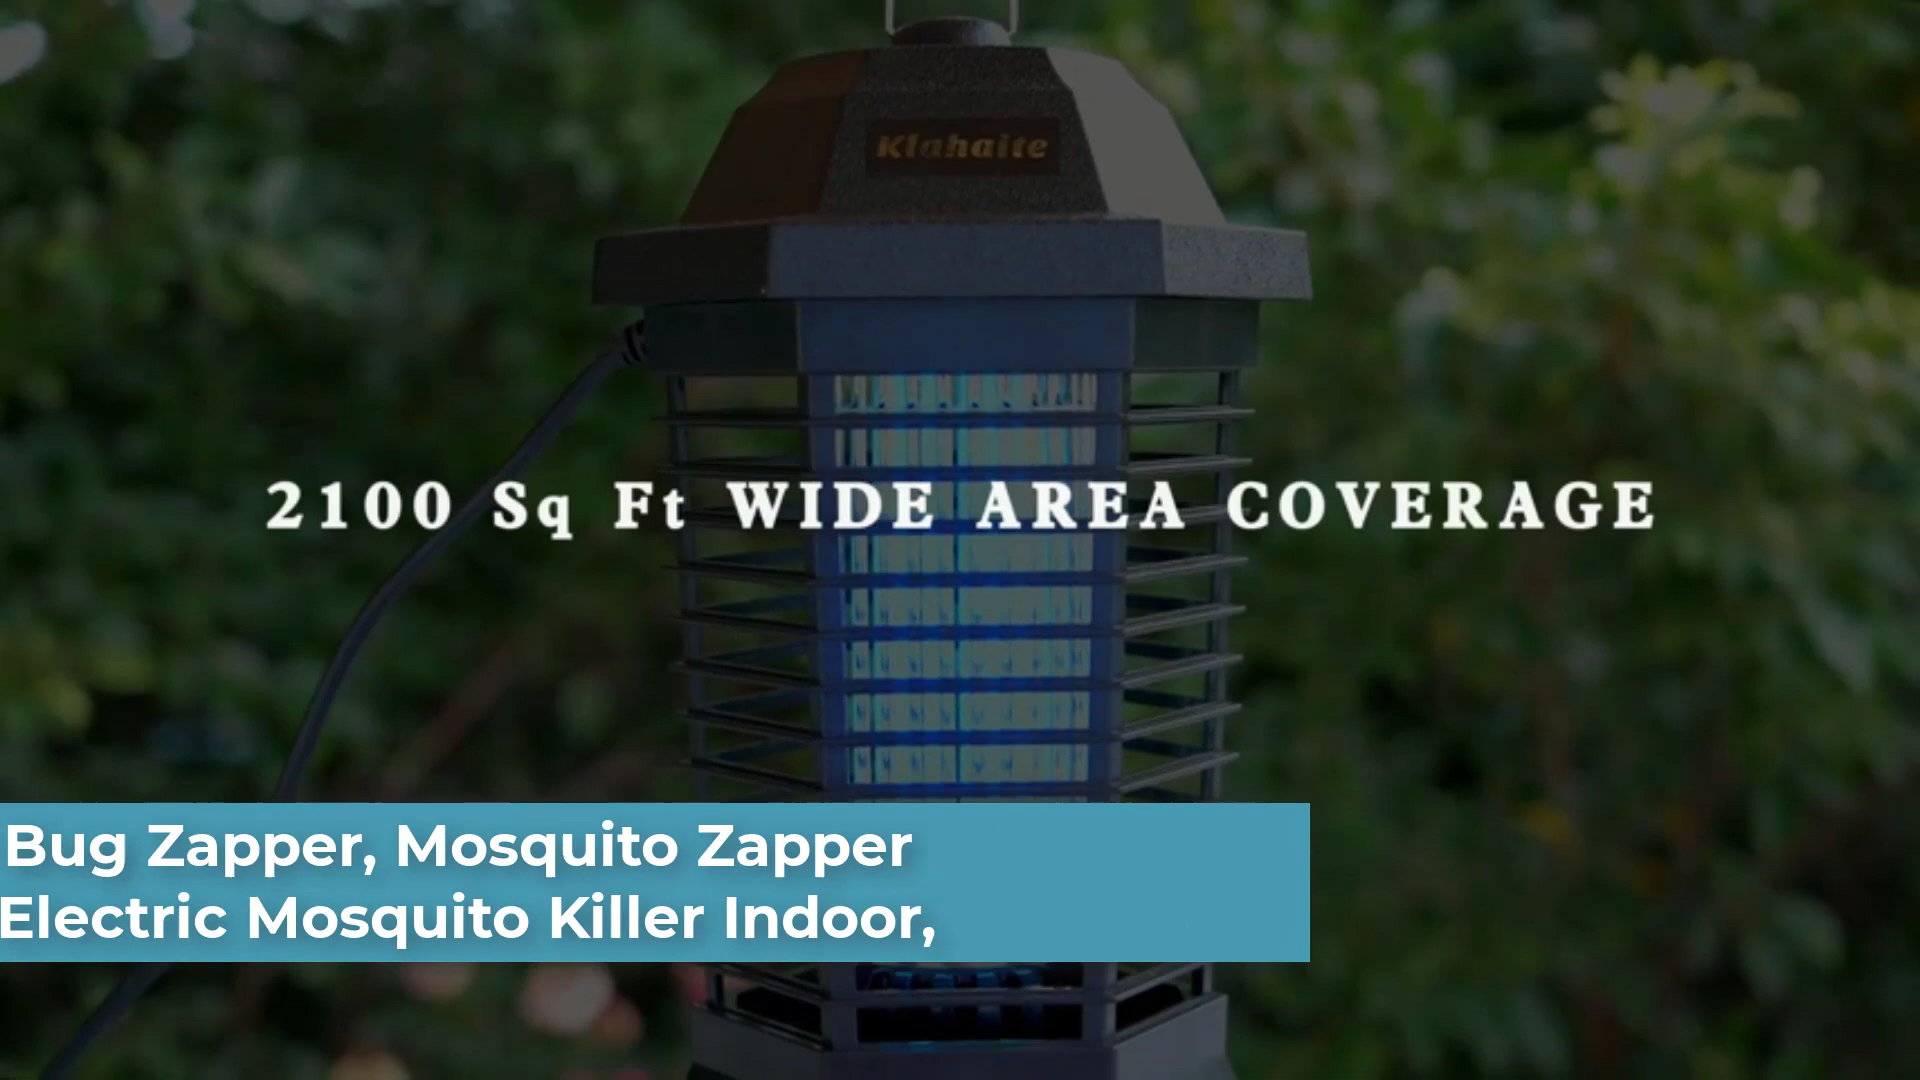 Klahaite
2100 Sq Ft WIDE AREA COVERAGE
Bug Zapper, Mosquito Zapper
Electric Mosquito Killer Indoor,